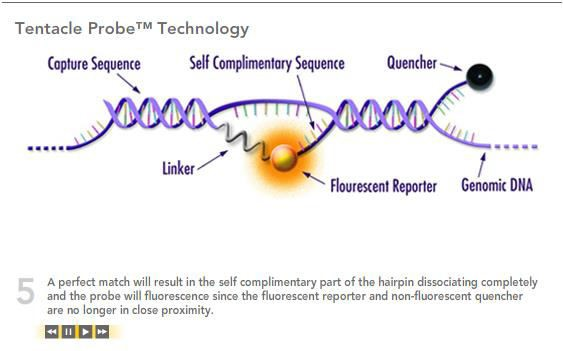 Tentacle Probe™ Technology
Capture Sequence
Self Complimentary Sequence
Quencher
Linker
Flourescent Reporter
Genomic DNA
5
A perfect match will result in the self complimentary part of the hairpin dissociating completely
and the probe will fluorescence since the fluorescent reporter and non-fluorescent quencher
are no longer in close proximity.